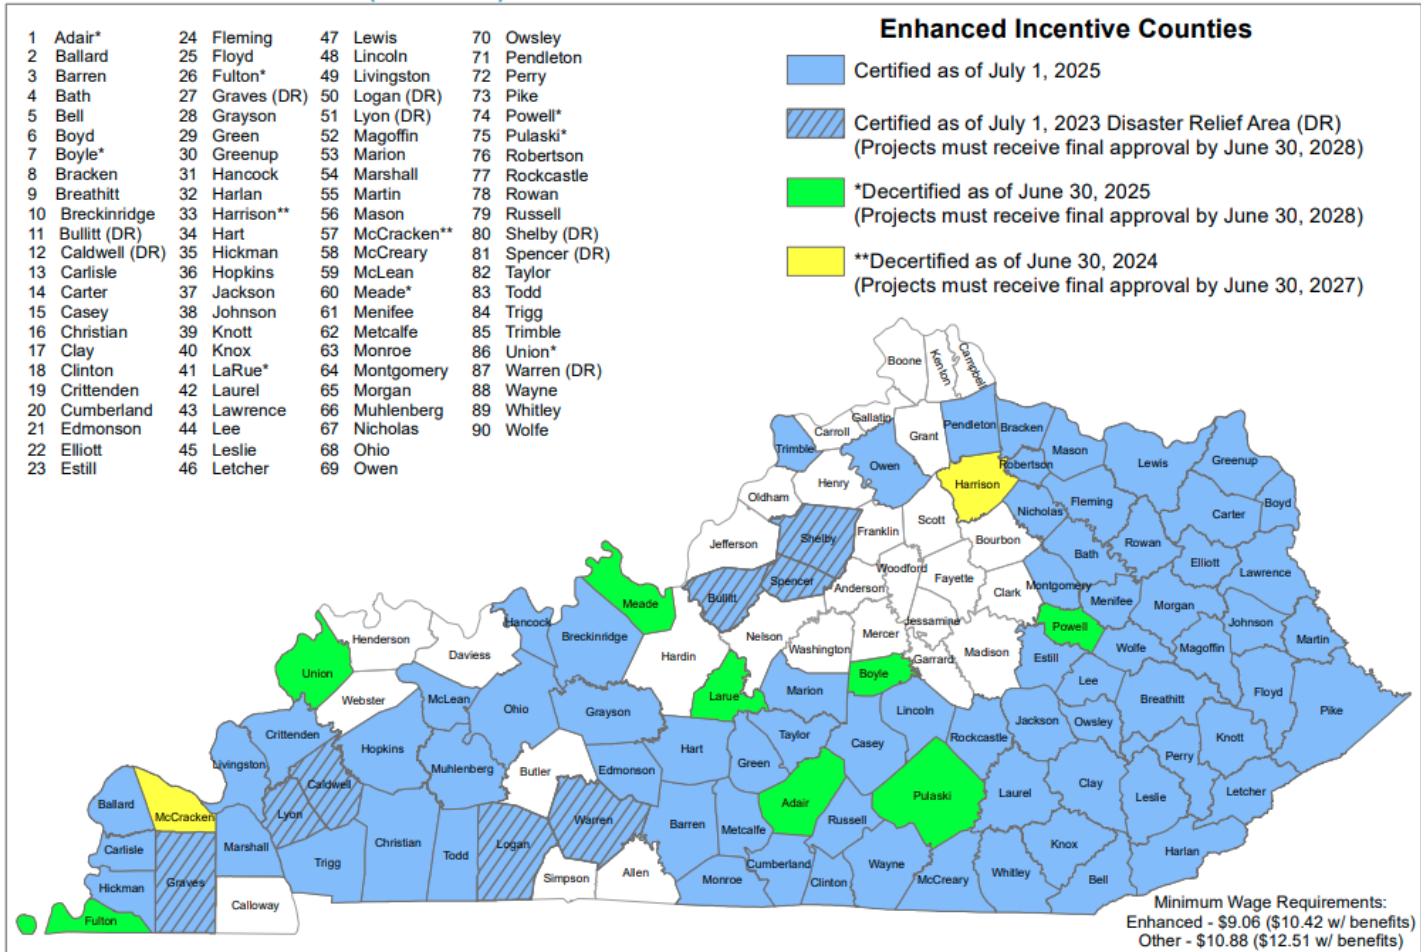 1 Adair*
2 Ballard
3 Barren
4 Bath
5 Bell
6 Boyd
7 Boyle*
8 Bracken
9 Breathitt
10 Breckinridge
11 Bullitt (DR)
12 Caldwell (DR)
13 Carlisle
14 Carter
15 Casey
16 Christian
17 Clay
18 Clinton
19 Crittenden
20 Cumberland
21 Edmonson
22 Elliott
23 Estill
24 Fleming
25 Floyd
26 Fulton*
27 Graves (DR)
28 Grayson
29 Green
30 Greenup
31 Hancock
32 Harlan
33 Harrison**
34 Hart
35 Hickman
36 Hopkins
37 Jackson
38 Johnson
39 Knott
40 Knox
41 LaRue*
42 Laurel
43 Lawrence
44 Lee
45 Leslie
46 Letcher
47 Lewis
48 Lincoln
49 Livingston
50 Logan (DR)
51 Lyon (DR)
52 Magoffin
53 Marion
54 Marshall
55 Martin
56 Mason
57 McCracken**
58 McCreary
59 McLean
60 Meade*
61 Menifee
62 Metcalfe
63 Monroe
64 Montgomery
65 Morgan
66 Muhlenberg
67 Nicholas
68 Ohio
69 Owen
70 Owsley
71 Pendleton
72 Perry
73 Pike
74 Powell*
75 Pulaski*
76 Robertson
77 Rockcastle
78 Rowan
79 Russell
80 Shelby (DR)
81 Spencer (DR)
82 Taylor
83 Todd
84 Trigg
85 Trimble
86 Union*
87 Warren (DR)
88 Wayne
89 Whitley
90 Wolfe
Enhanced Incentive Counties
Certified as of July 1, 2025
Certified as of July 1, 2023 Disaster Relief Area (DR)
(Projects must receive final approval by June 30, 2028)
*Decertified as of June 30, 2025
(Projects must receive final approval by June 30, 2028)
**Decertified as of June 30, 2024
(Projects must receive final approval by June 30, 2027)
Boone
Kenton
Campbell
Gallatin
Carroll
Grant
Pendleton
Bracken
Trimble
Owen
Mason
Robertson
Lewis
Greenup
Henry
Harrison
Oldham
Fleming
Boyd
Nicholas
Carter
Scott
Franklin
Shelby
Jefferson
Bourbon
Rowan
Bath
Elliott
Woodford
Lawrence
Spencer
Anderson
Fayette
Clark
Montgomery
Bullitt
Menifee
Morgan
Meade
Hancock
Jessamine
Johnson
Powell
Breckinridge
Nelson
Mercer
Henderson
Martin
Washington
Madison
Wolfe
Magoffin
Daviess
Hardin
Garrard
Estill
Union
Boyle
Lee
Marion
Floyd
Larue
Breathitt
Webster
McLean
Ohio
Grayson
Lincoln
Pike
Jackson
Owsley
Crittenden
Taylor
Rockcastle
Knott
Hopkins
Hart
Casey
Perry
Livingston
Green
Muhlenberg
Butler
Edmonson
Caldwell
Clay
Letcher
Laurel
Pulaski
Leslie
Ballard
Adair
Lyon
McCracken
Warren
Russell
Barren
Metcalfe
Christian
Logan
Knox
Carlisle
Marshall
Todd
Harlan
Trigg
Cumberland
Wayne
Allen
Whitley
Simpson
Monroe
Clinton
McCreary
Bell
Graves
Hickman
Calloway
Fulton
Minimum Wage Requirements:
Enhanced - $9.06 ($10.42 w/ benefits)
Other - $10.88 ($12.51 w/ benefits)